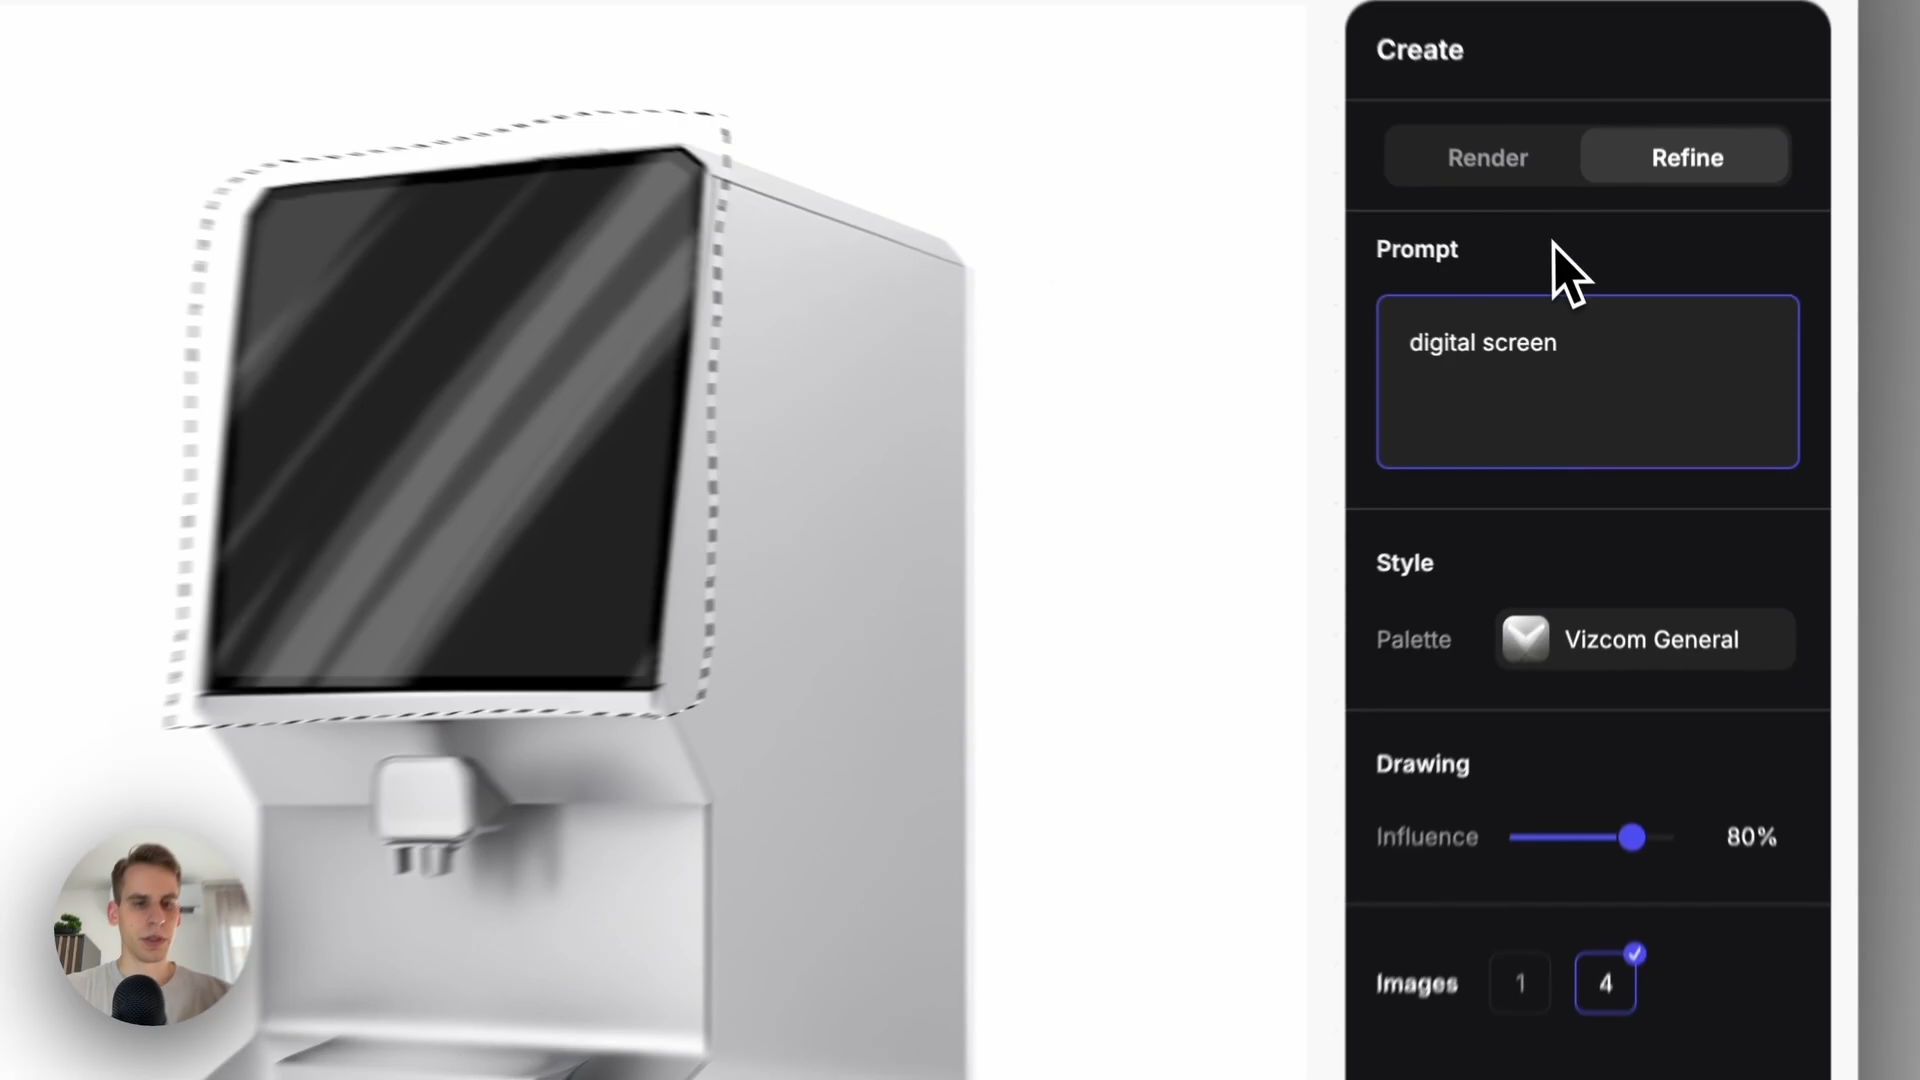 Create
Render Refine
Prompt
digital screen
Style
Palette Vizcom General
Drawing
Influence 80%
Images 1 4